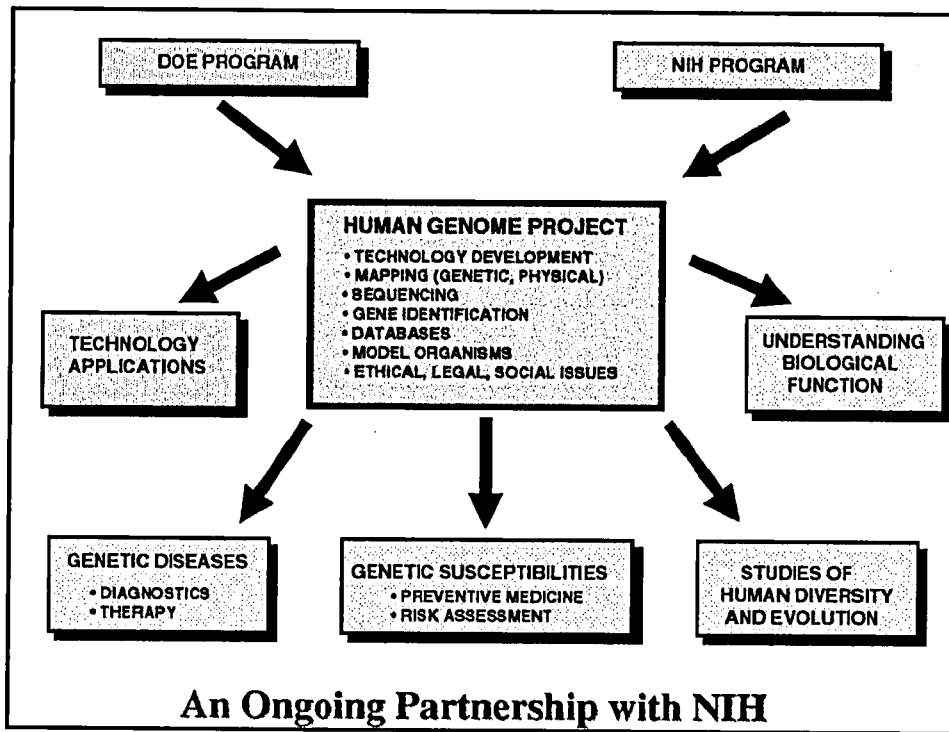 DOE PROGRAM
NIH PROGRAM
HUMAN GENOME PROJECT
• TECHNOLOGY DEVELOPMENT
• MAPPING (GENETIC, PHYSICAL)
• SEQUENCING
• GENE IDENTIFICATION
• DATABASES
• MODEL ORGANISMS
• ETHICAL, LEGAL, SOCIAL ISSUES
TECHNOLOGY
APPLICATIONS
UNDERSTANDING
BIOLOGICAL
FUNCTION
GENETIC DISEASES
• DIAGNOSTICS
• THERAPY
GENETIC SUSCEPTIBILITIES
• PREVENTIVE MEDICINE
• RISK ASSESSMENT
STUDIES OF
HUMAN DIVERSITY
AND EVOLUTION
An Ongoing Partnership with NIH